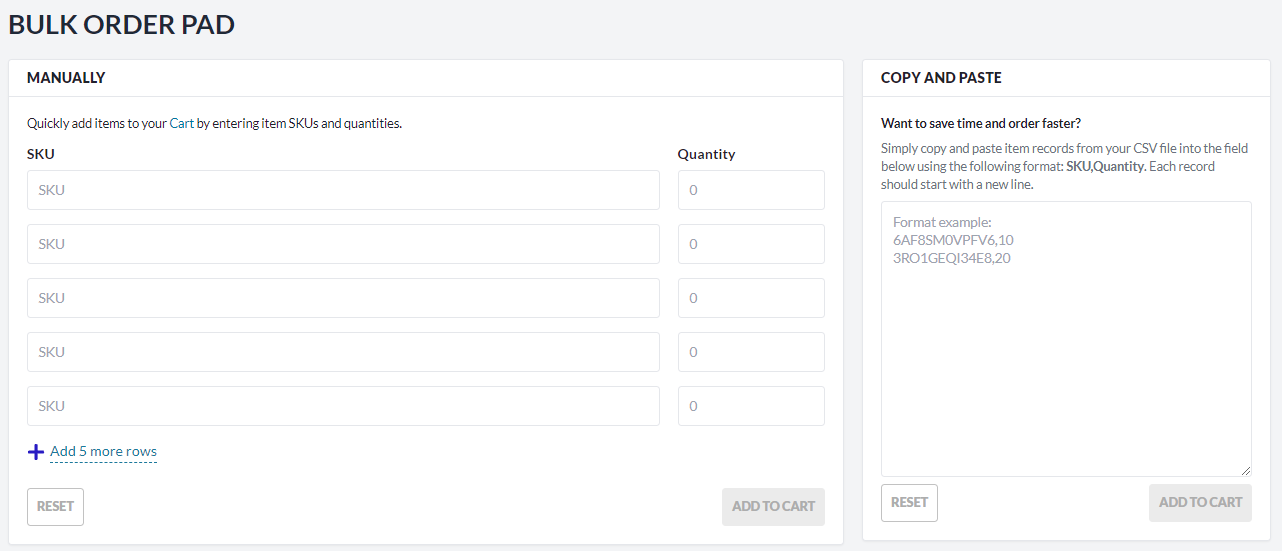 BULK ORDER PAD
MANUALLY
Quickly add items to your Cart by entering item SKUs and quantities.
SKU Quantity
SKU 0
SKU 0
SKU 0
SKU 0
SKU 0
Add 5 more rows
RESET ADD TO CART
COPY AND PASTE
Want to save time and order faster?
Simply copy and paste item records from your CSV file into the field
below using the following format: SKU,Quantity. Each record
should start with a new line.
Format example:
6AF8SM0VPFV6,10
3RO1GEQI34E8,20
RESET ADD TO CART